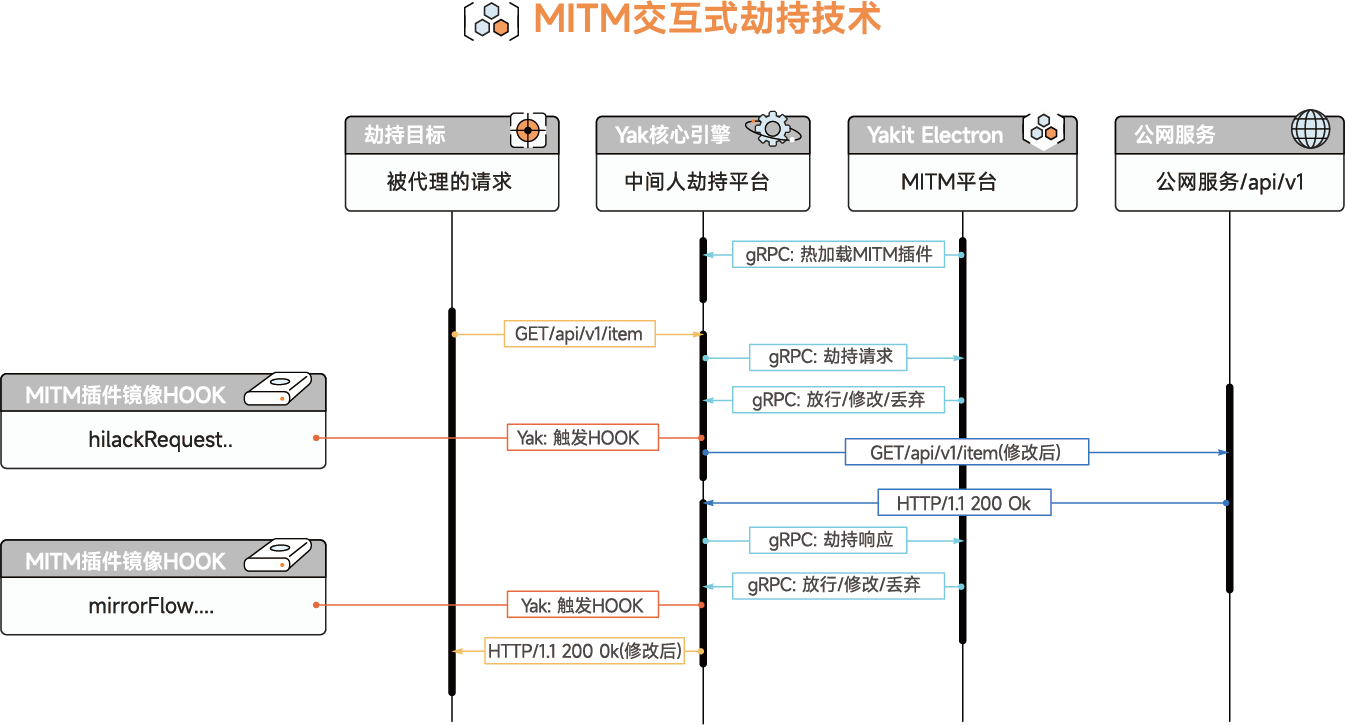 MITM交互式劫持技术
劫持目标
被代理的请求
Yak核心引擎
中间人劫持平台
Yakit Electron
MITM平台
公网服务
公网服务/api/v1
gRPC: 热加载MITM插件
GET/api/v1/item
gRPC: 劫持请求
MITM插件镜像HOOK
hilackRequest..
gRPC: 放行/修改/丢弃
Yak: 触发HOOK
GET/api/v1/item(修改后)
HTTP/1.1 200 Ok
gRPC: 劫持响应
MITM插件镜像HOOK
mirrorFlow....
gRPC: 放行/修改/丢弃
Yak: 触发HOOK
HTTP/1.1 200 0k(修改后)